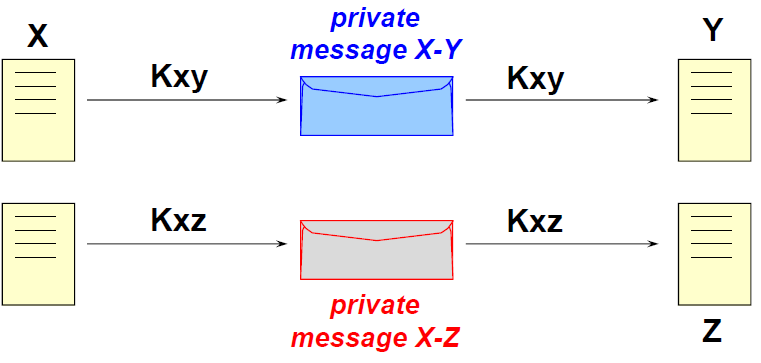 X
private
message X-Y
Y
Kxy
Kxy
Kxz
Kxz
private
message X-Z
Z